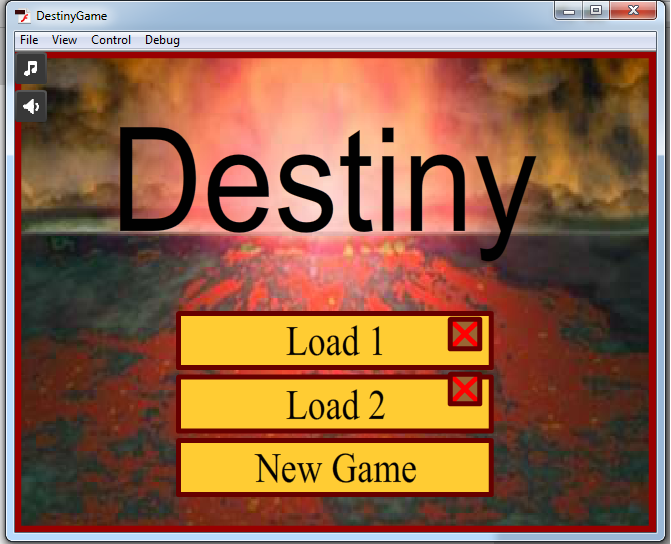 DestinyGame
File View Control Debug
Destiny
Load 1
Load 2
New Game